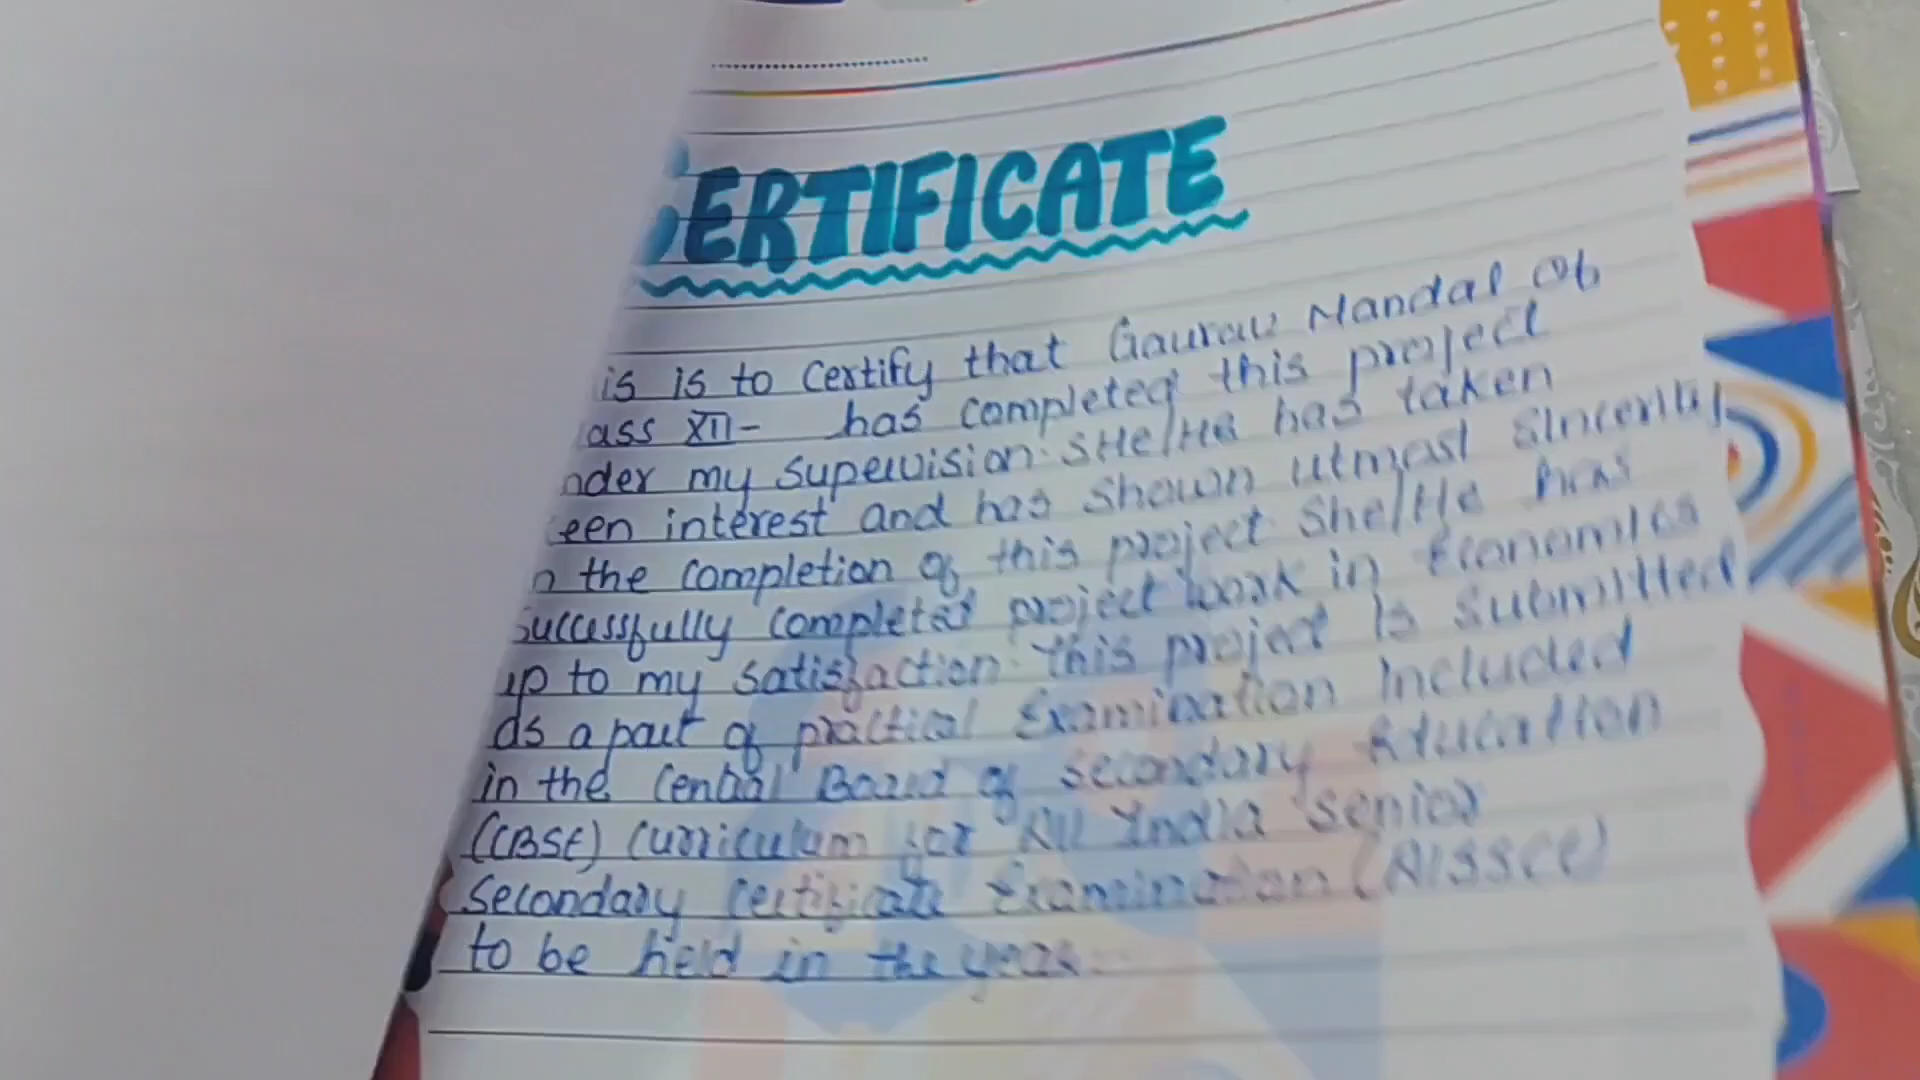 CERTIFICATE
is is to certify that Gaurav Mandal Of
ass XII- has completed this project
nder my supervision. SHe/He has taken
een interest and has shown utmost sincerity
n the completion of this project She/He has
Successfully completed project work in Economics
up to my satisfaction. This project is submitted
as a part of practical Examination included
in the Central Board of secondary Education
(CBSE) curriculum for All India Senior
Secondary Certificate Examination (AISSCE)
to be held in the year.